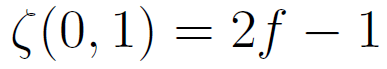 ζ(0, 1) = 2f − 1